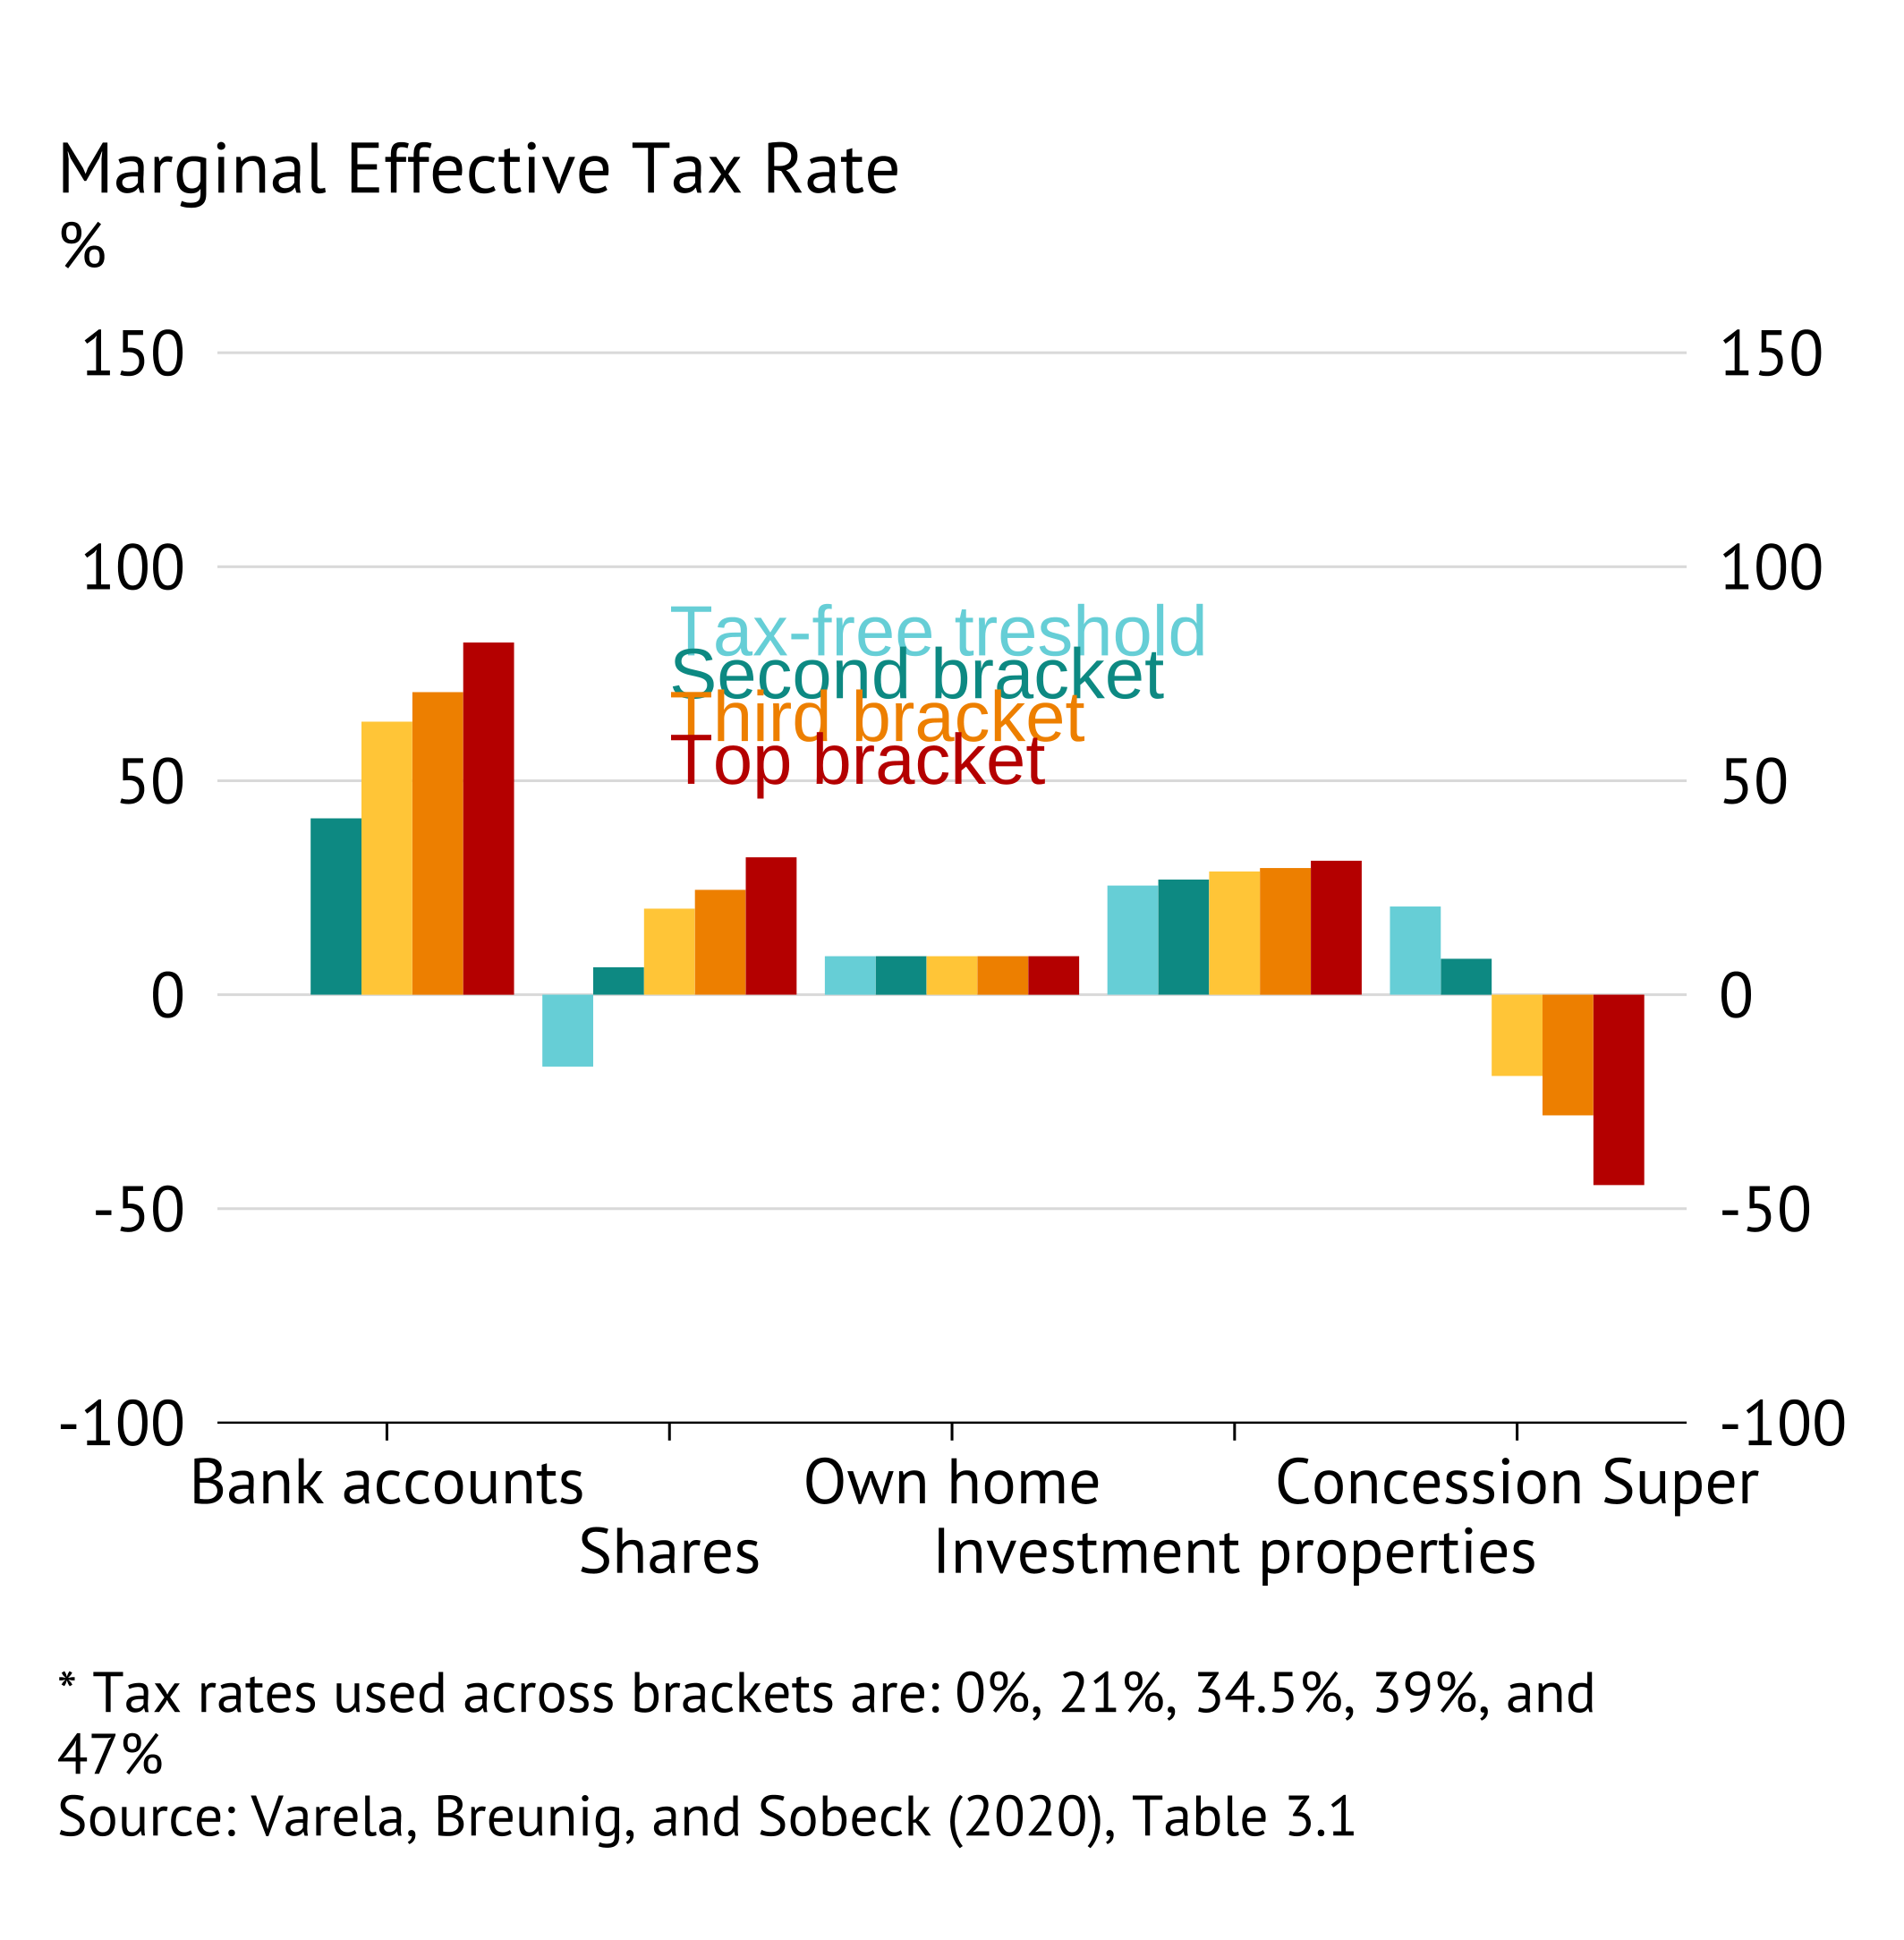 Marginal Effective Tax Rate
%
150 150
100 100
Tax-free treshold
Second bracket
Third bracket
Top bracket
50 50
0 0
-50 -50
-100 -100
Bank accounts Own home Concession Super
Shares Investment properties
* Tax rates used across brackets are: 0%, 21%, 34.5%, 39%, and
47%
Source: Varela, Breunig, and Sobeck (2020), Table 3.1